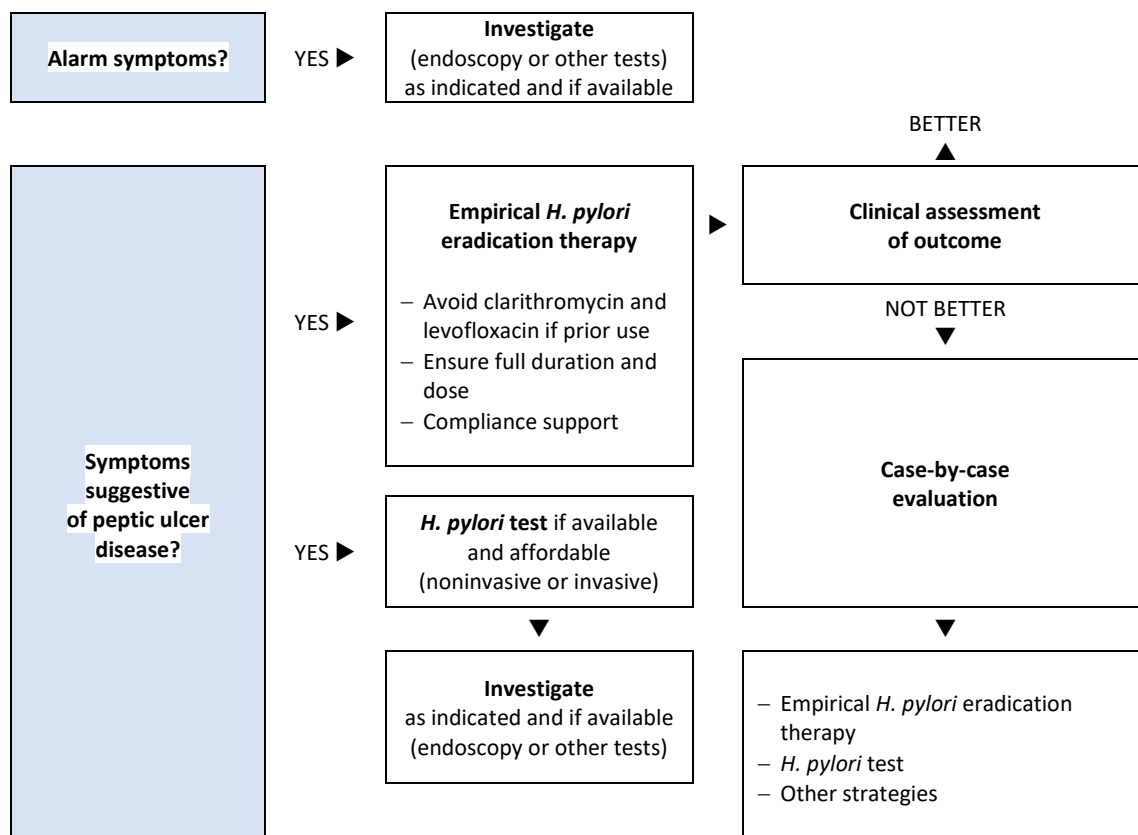 Alarm symptoms?
YES ▶
Investigate
(endoscopy or other tests)
as indicated and if available
BETTER
▲
Symptoms
suggestive
of peptic ulcer
disease?
YES ▶
Empirical H. pylori
eradication therapy
– Avoid clarithromycin and
levofloxacin if prior use
– Ensure full duration and
dose
– Compliance support
▶
Clinical assessment
of outcome
NOT BETTER
▼
Case-by-case
evaluation
YES ▶
H. pylori test if available
and affordable
(noninvasive or invasive)
▼
Investigate
as indicated and if available
(endoscopy or other tests)
▼
– Empirical H. pylori eradication
therapy
– H. pylori test
– Other strategies